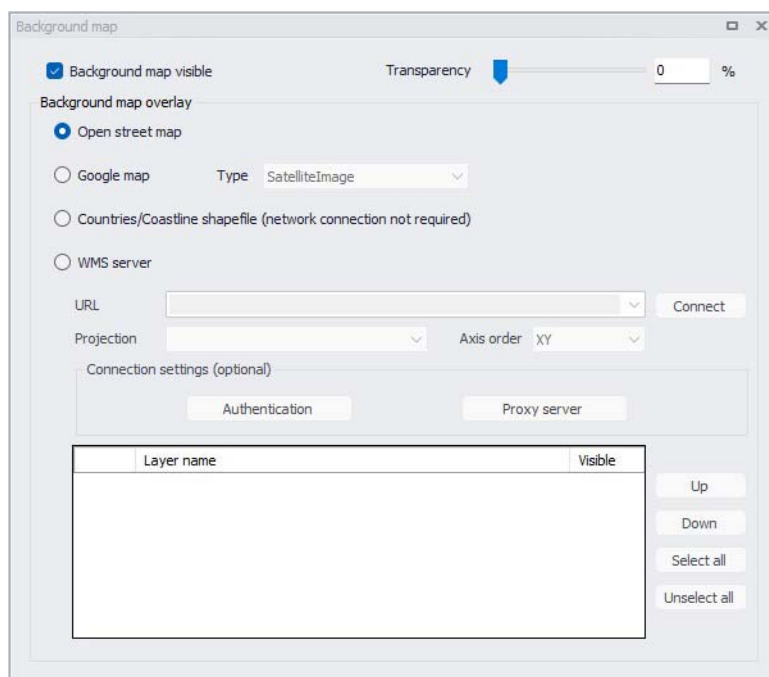 Background map
Background map visible Transparency 0 %
Background map overlay
Open street map
Google map Type SatelliteImage
Countries/Coastline shapefile (network connection not required)
WMS server
URL Connect
Projection Axis order XY
Connection settings (optional)
Authentication Proxy server
Layer name Visible
Up
Down
Select all
Unselect all